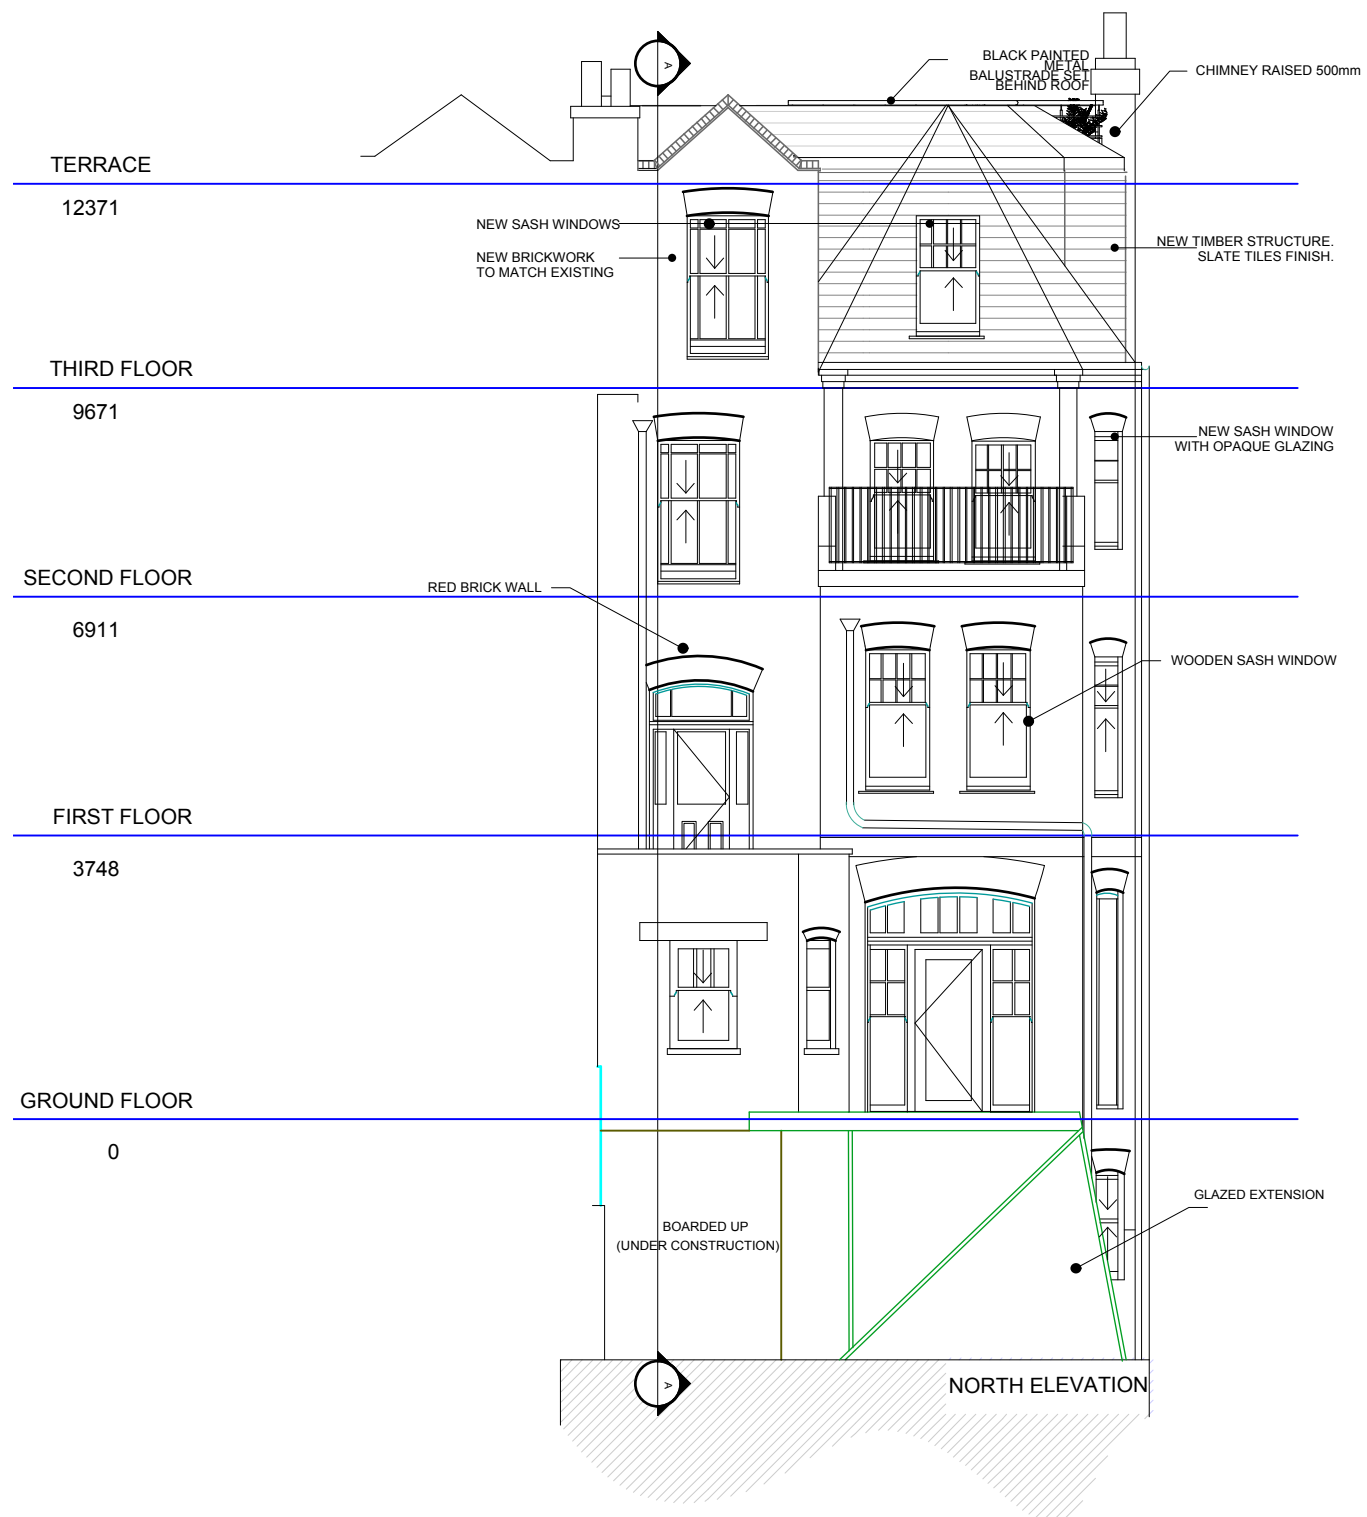 A
BLACK PAINTED
METAL
BALUSTRADE SET
BEHIND ROOF
CHIMNEY RAISED 500mm
TERRACE
12371
NEW SASH WINDOWS
NEW BRICKWORK
TO MATCH EXISTING
NEW TIMBER STRUCTURE.
SLATE TILES FINISH.
THIRD FLOOR
9671
NEW SASH WINDOW
WITH OPAQUE GLAZING
SECOND FLOOR
RED BRICK WALL
6911
WOODEN SASH WINDOW
FIRST FLOOR
3748
GROUND FLOOR
0
GLAZED EXTENSION
BOARDED UP
(UNDER CONSTRUCTION)
A
NORTH ELEVATION